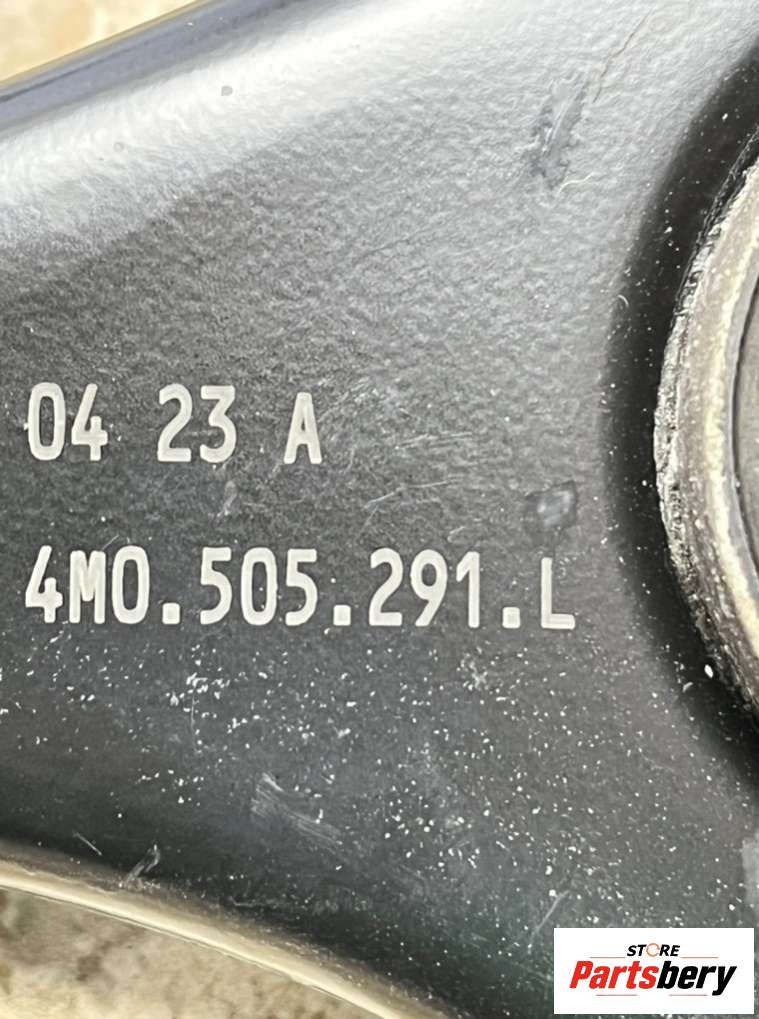 04 23 A
4M0.505.291.L
STORE
Partsbery